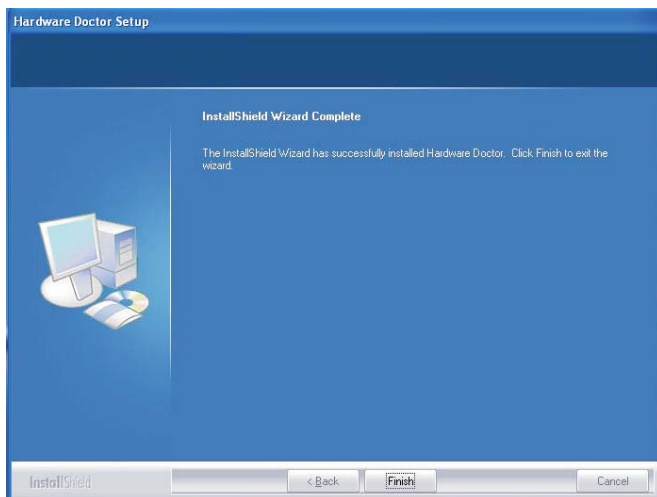 Hardware Doctor Setup
InstallShield Wizard Complete
The InstallShield Wizard has successfully installed Hardware Doctor. Click Finish to exit the
wizard.
InstallShield
< Back
Finish
Cancel